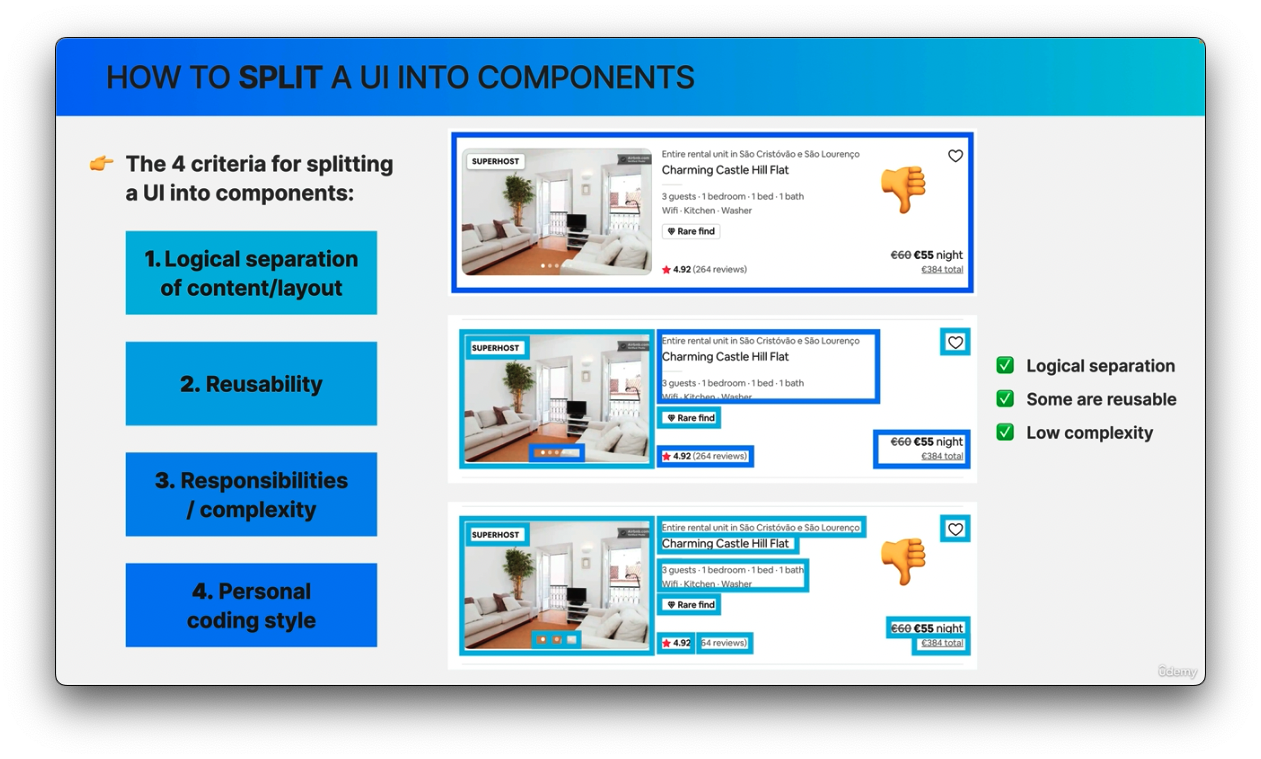 HOW TO SPLIT A UI INTO COMPONENTS
The 4 criteria for splitting
a UI into components:
1. Logical separation
of content/layout
2. Reusability
3. Responsibilities
/ complexity
4. Personal
coding style
SUPERHOST
Entire rental unit in São Cristóvão e São Lourenço
Charming Castle Hill Flat
3 guests · 1 bedroom · 1 bed · 1 bath
Wifi · Kitchen · Washer
Rare find
4.92 (264 reviews)
€60 €55 night
€384 total
SUPERHOST
Entire rental unit in São Cristóvão e São Lourenço
Charming Castle Hill Flat
3 guests · 1 bedroom · 1 bed · 1 bath
Wifi · Kitchen · Washer
Rare find
4.92 (264 reviews)
€60 €55 night
€384 total
Logical separation
Some are reusable
Low complexity
SUPERHOST
Entire rental unit in São Cristóvão e São Lourenço
Charming Castle Hill Flat
3 guests · 1 bedroom · 1 bed · 1 bath
Wifi · Kitchen · Washer
Rare find
4.92 64 reviews)
€60 €55 night
€384 total
ûdemy